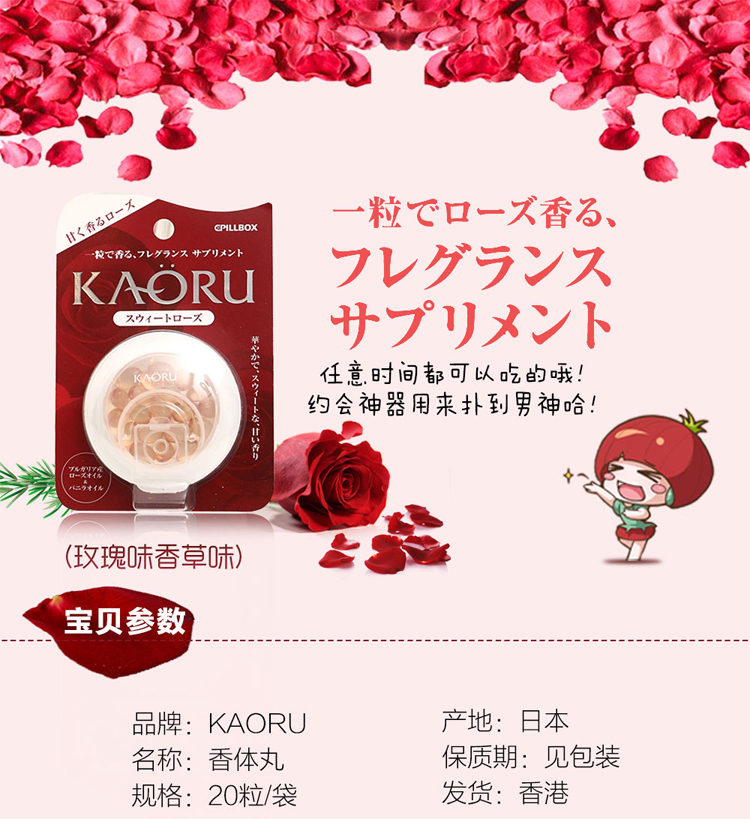 甘く香るローズ
PILLBOX
一粒で香る、フレグランス サプリメント
KAÖRU
スウィートローズ
華やかで、スウィートな、甘い香り
KAORU
ブルガリア産
ローズオイル
&
バニラオイル
一粒でローズ香る、
フレグランス
サプリメント
任意时间都可以吃的哦!
约会神器用来扑到男神哈!
(玫瑰味香草味)
宝贝参数
品牌: KAORU
名称: 香体丸
规格: 20粒/袋
产地: 日本
保质期: 见包装
发货: 香港